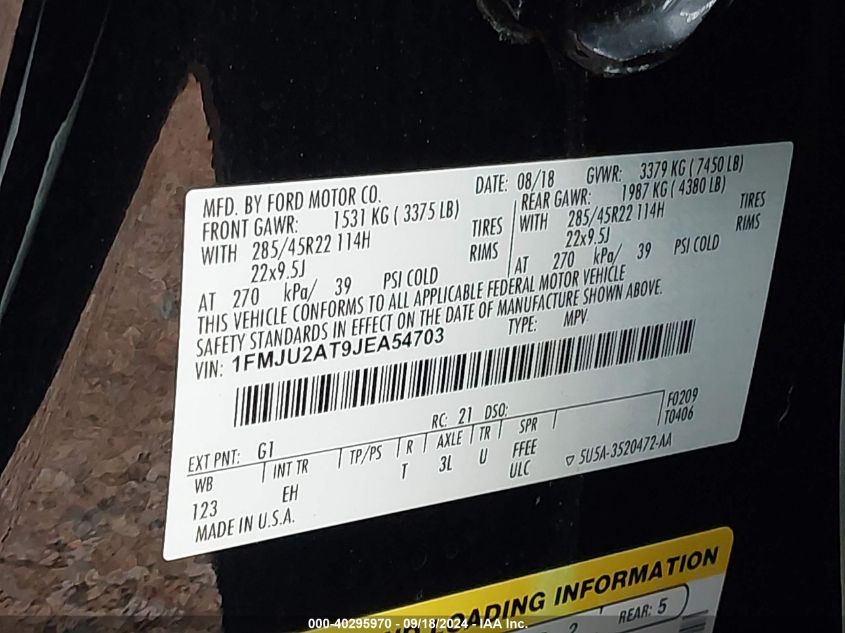 MFD. BY FORD MOTOR CO.
DATE: 08/18 GVWR: 3379 KG ( 7450 LB)
FRONT GAWR: 1531 KG ( 3375 LB)
REAR GAWR: 1987 KG ( 4380 LB)
WITH 285/45R22 114H TIRES
WITH 285/45R22 114H TIRES
22x9.5J RIMS
22x9.5J RIMS
AT 270 kPa/ 39 PSI COLD
AT 270 kPa/ 39 PSI COLD
THIS VEHICLE CONFORMS TO ALL APPLICABLE FEDERAL MOTOR VEHICLE
SAFETY STANDARDS IN EFFECT ON THE DATE OF MANUFACTURE SHOWN ABOVE.
VIN: 1FMJU2AT9JEA54703 TYPE: MPV
F0209
T0406
EXT PNT: G1 RC: 21 DSO:
WB INT TR TP/PS R AXLE TR SPR
123 EH T 3L U FFEE
ULC
▽ 5U5A-3520472-AA
MADE IN U.S.A.
LOADING INFORMATION
2 REAR: 5
000-40295970 - 09/18/2024 - IAA Inc.